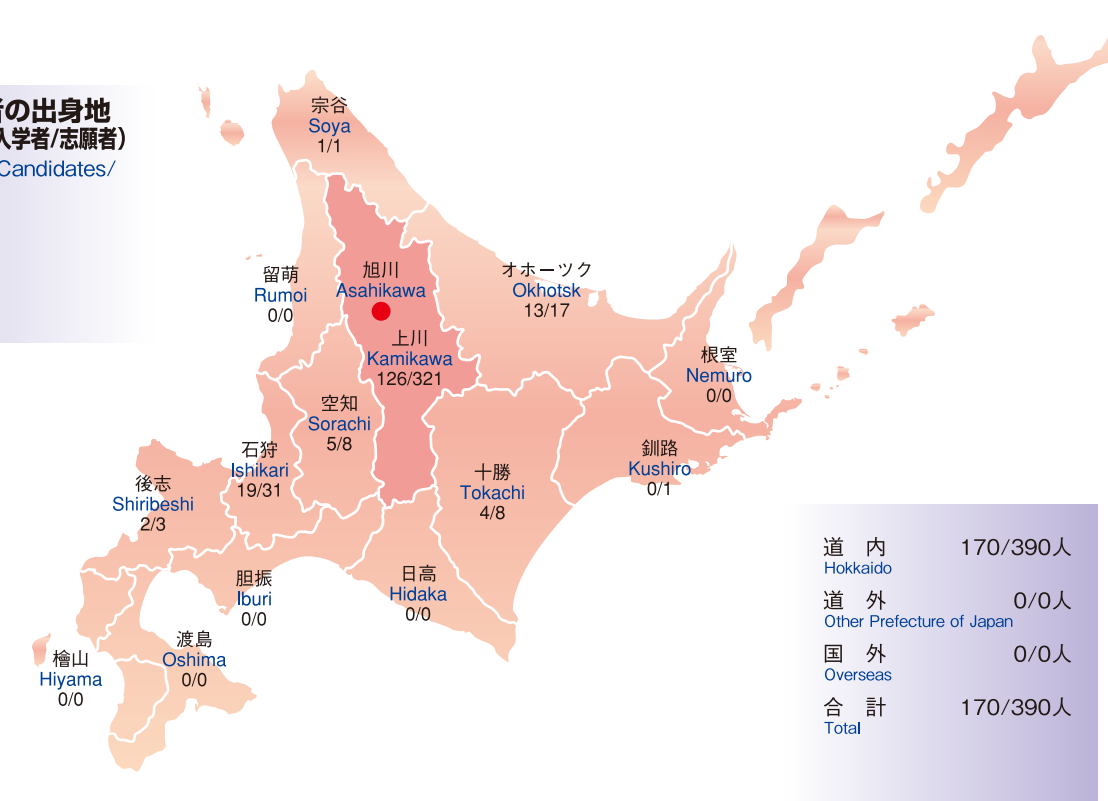 の出身地
入学者/志願者）
Candidates/
宗谷
Soya
1/1
留萌
Rumoi
0/0
旭川
Asahikawa
上川
Kamikawa
126/321
オホーツク
Okhotsk
13/17
根室
Nemuro
0/0
空知
Sorachi
5/8
石狩
Ishikari
19/31
後志
Shiribeshi
2/3
十勝
Tokachi
4/8
釧路
Kushiro
0/1
胆振
Iburi
0/0
日高
Hidaka
0/0
渡島
Oshima
0/0
檜山
Hiyama
0/0
道　内　170/390人
Hokkaido
道　外　0/0人
Other Prefecture of Japan
国　外　0/0人
Overseas
合　計　170/390人
Total